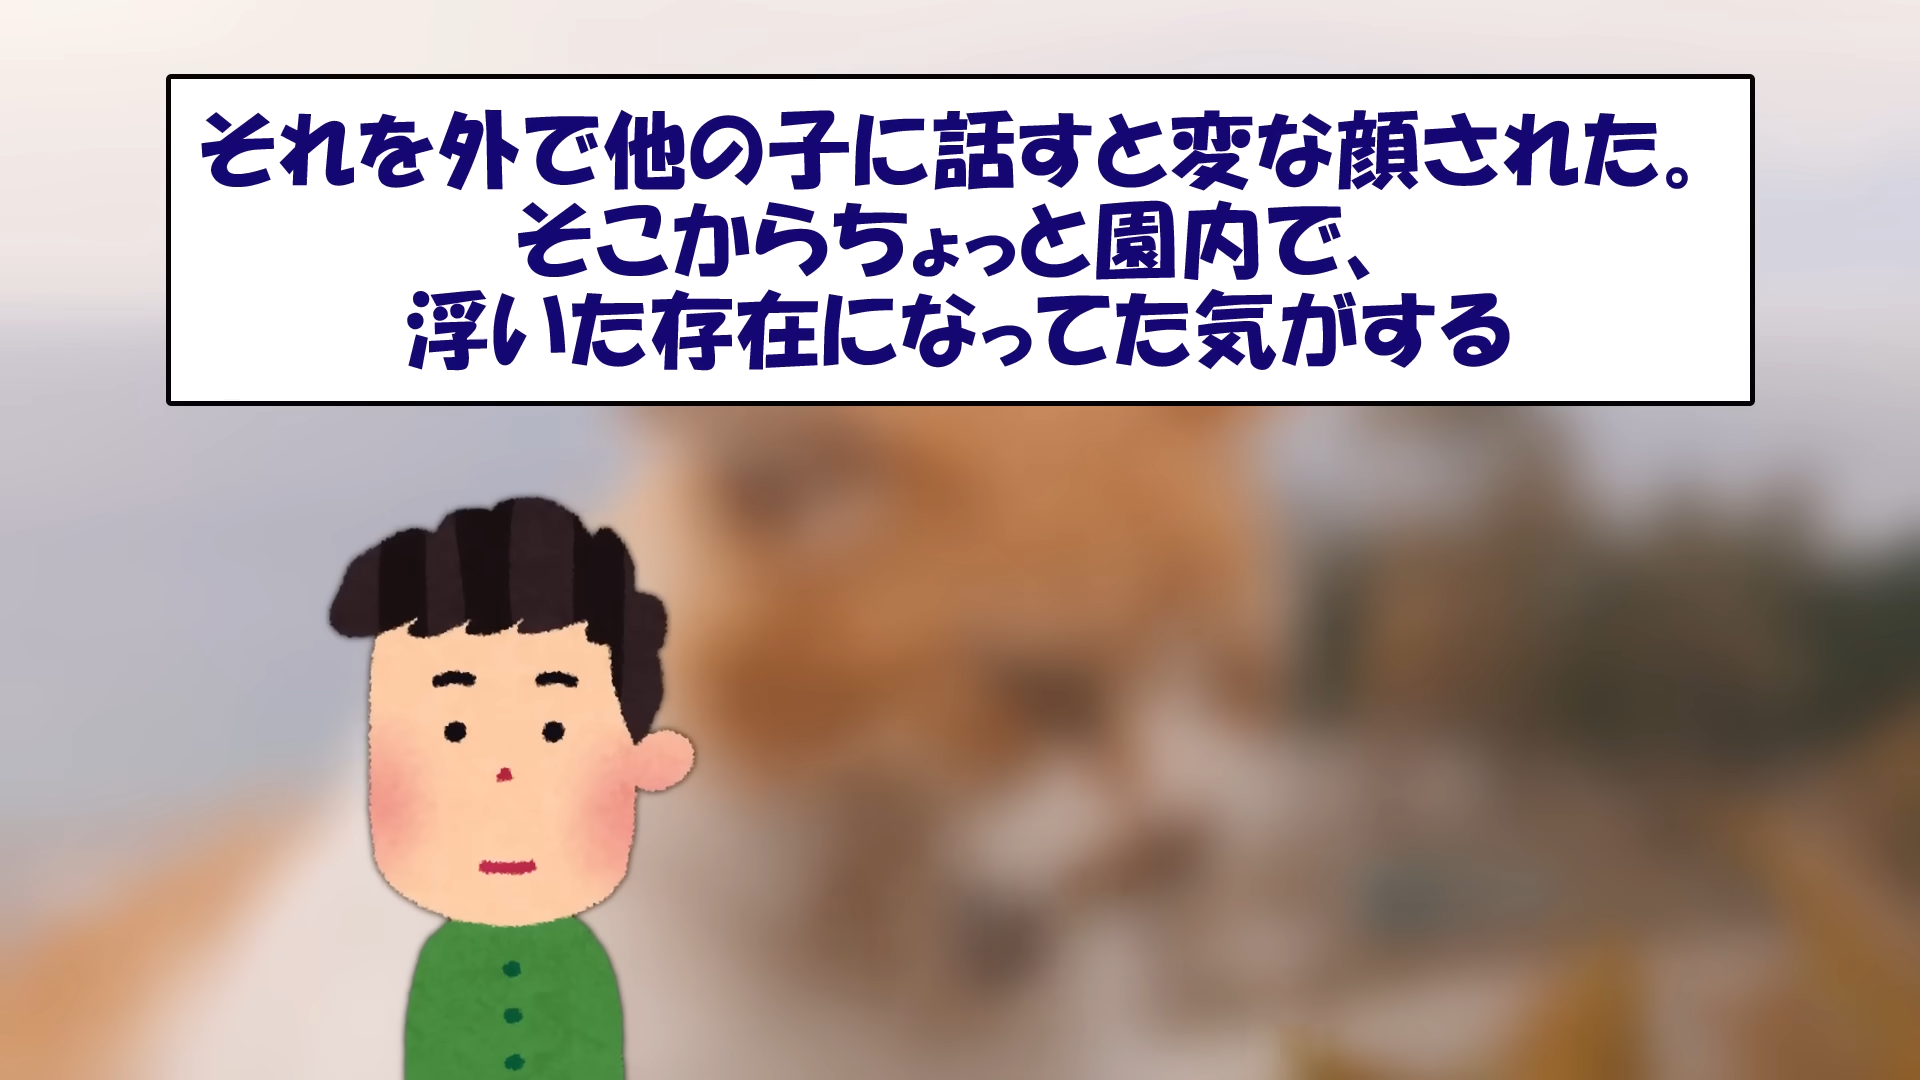 それを外で他の子に話すと変な顔された。
そこからちょっと園内で、
浮いた存在になってた気がする